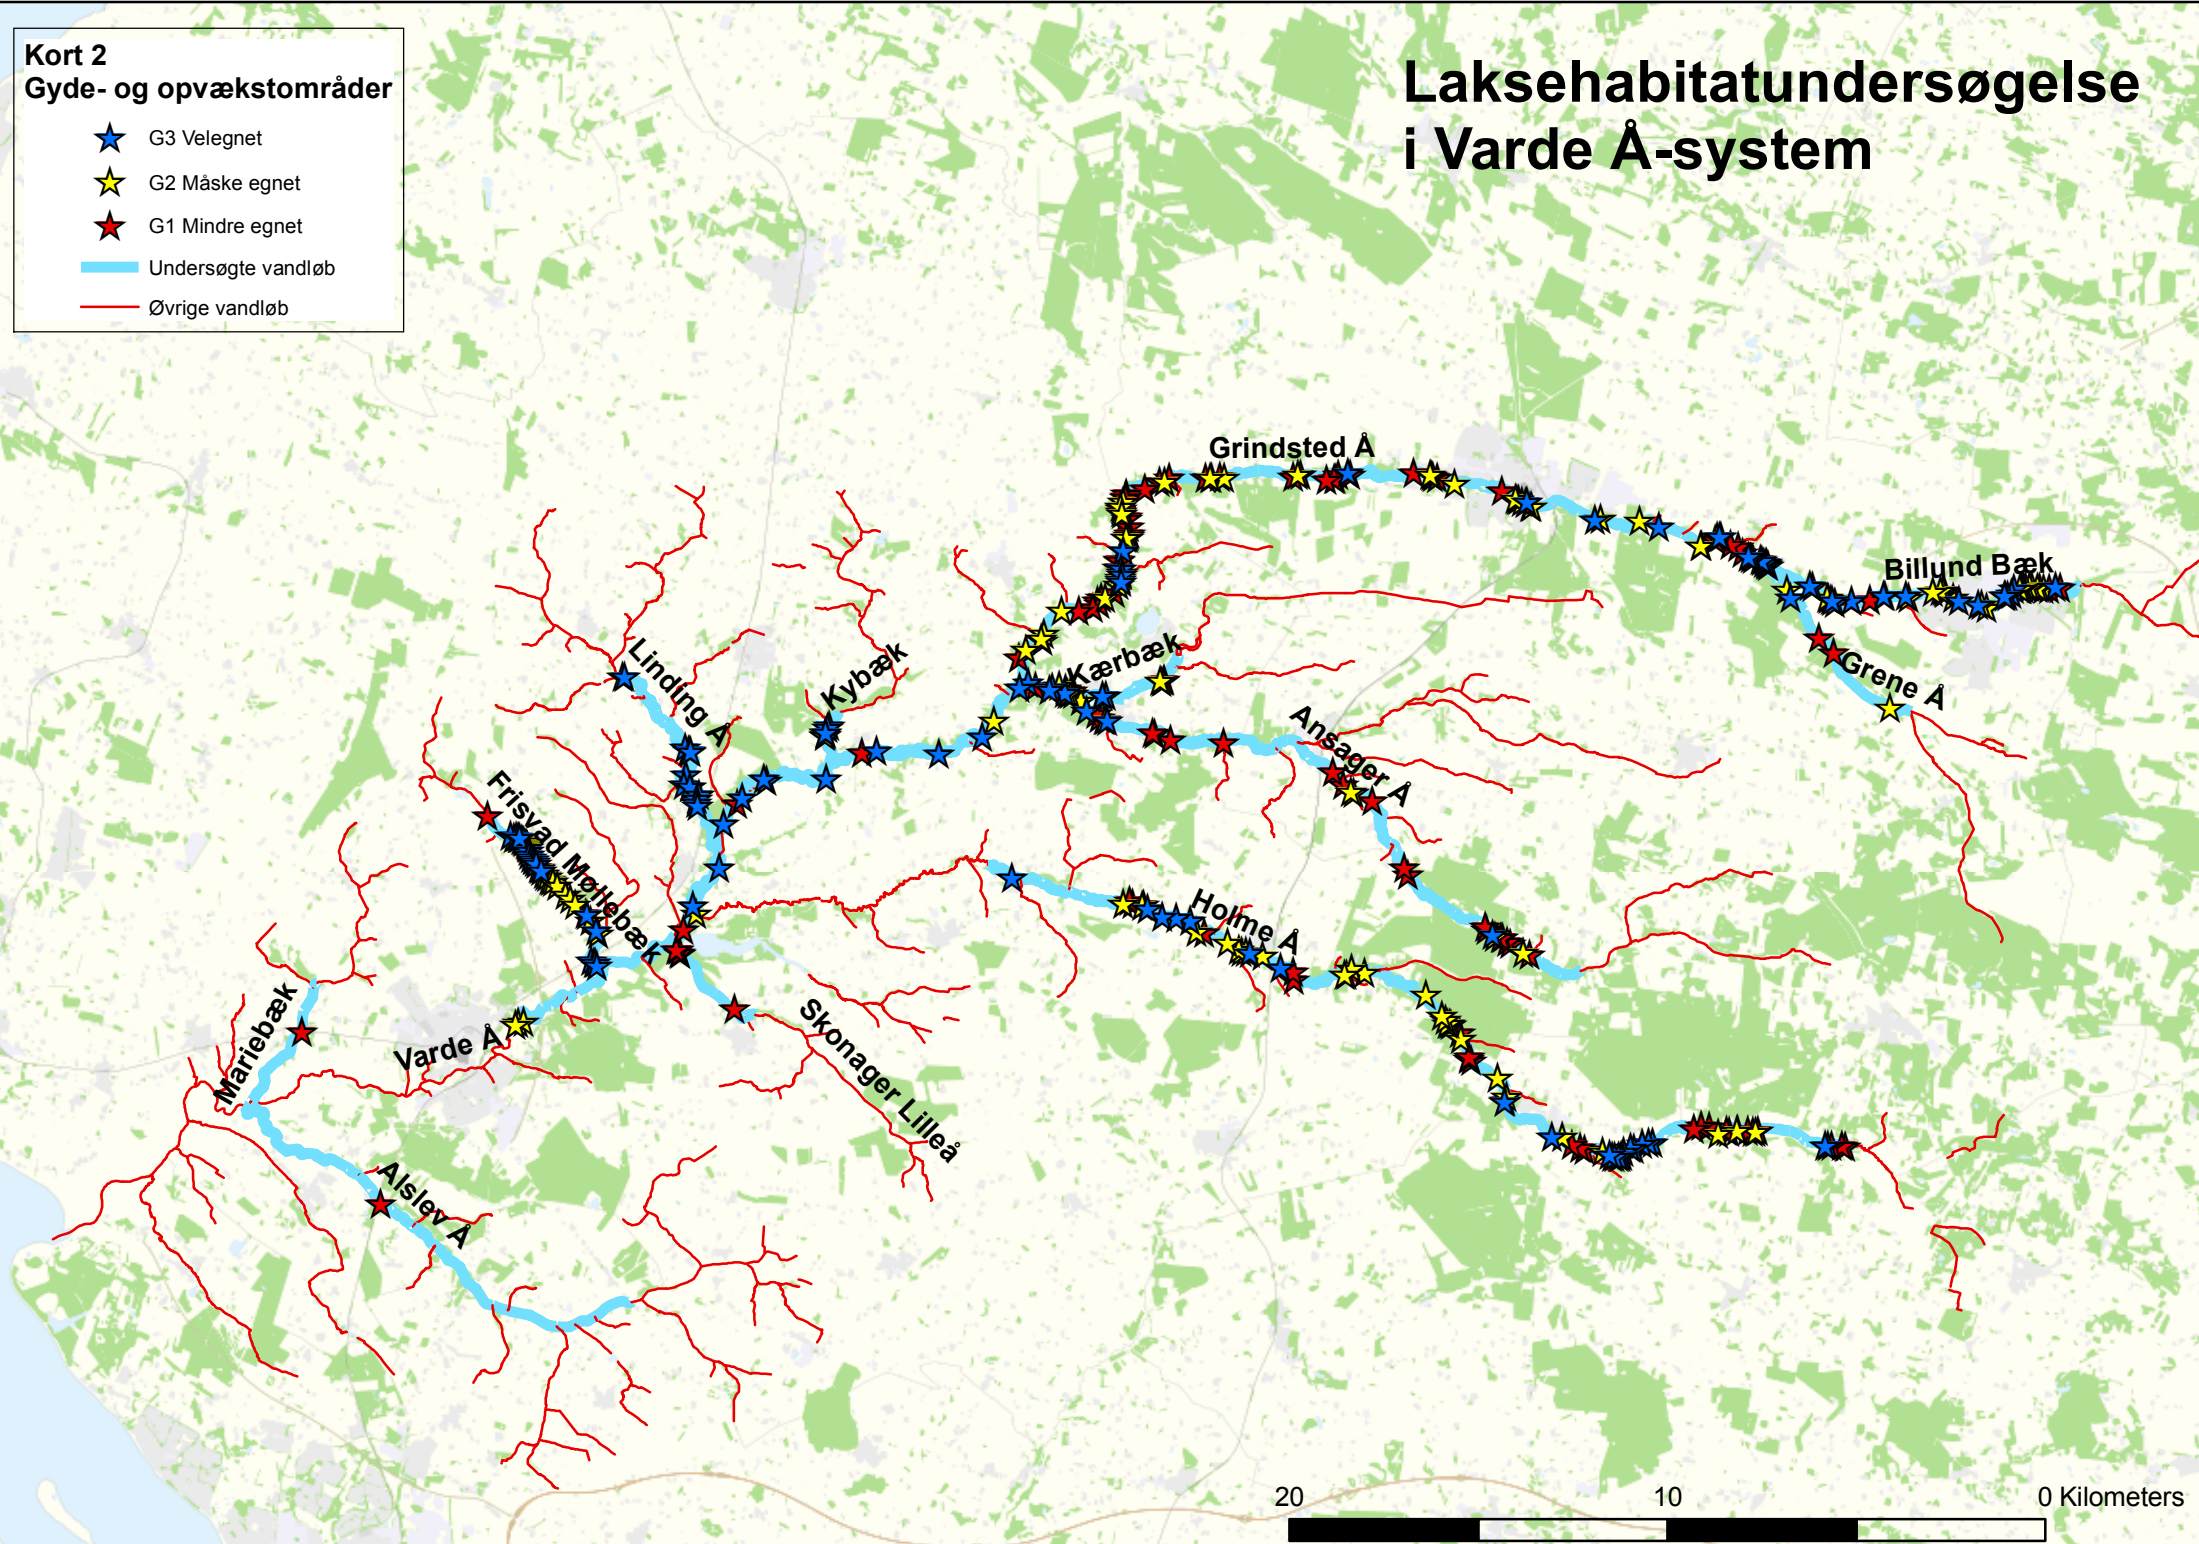 Kort 2
Gyde- og opvækstområder
G3 Velegnet
G2 Måske egnet
G1 Mindre egnet
Undersøgte vandløb
Øvrige vandløb
Laksehabitatundersøgelse
i Varde Å-system
Grindsted Å
Billund Bæk
Grene Å
Kærbæk
Kybæk
Linding Å
Ansager Å
Frisvad Møllebæk
Holme Å
Mariebæk
Varde Å
Skonager Lilleå
Alslev Å
20 10 0 Kilometers